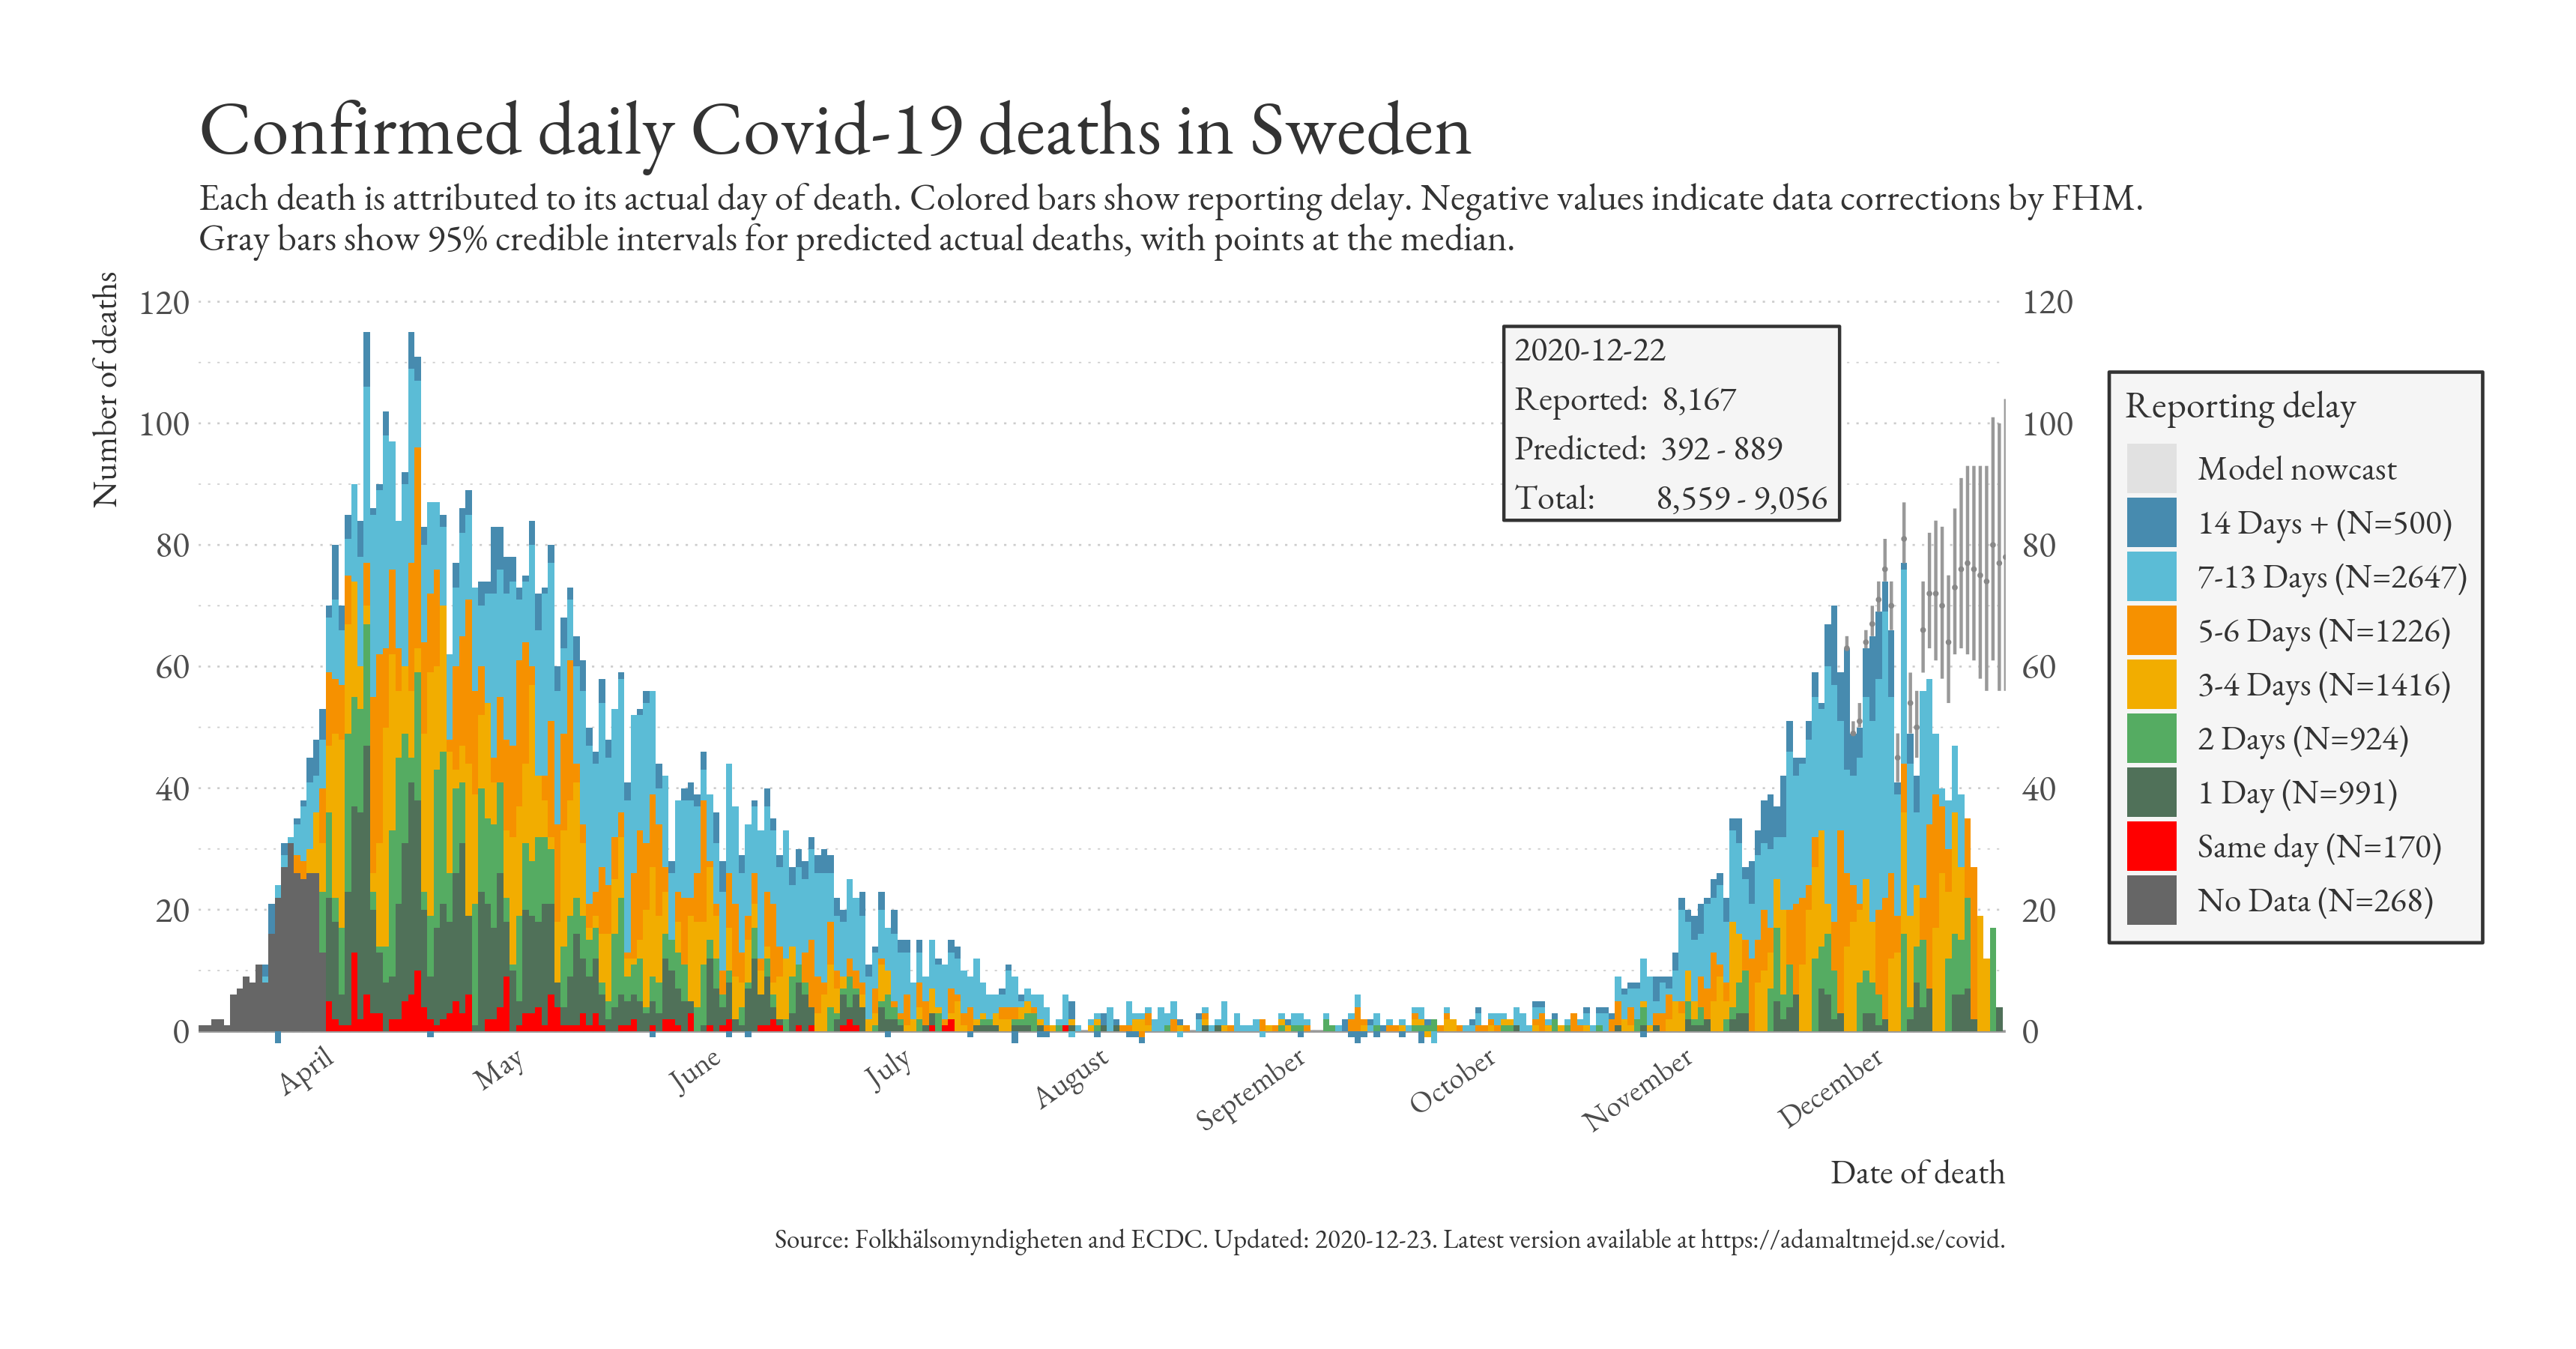 Confirmed daily Covid-19 deaths in Sweden
Each death is attributed to its actual day of death. Colored bars show reporting delay. Negative values indicate data corrections by FHM.
Gray bars show 95% credible intervals for predicted actual deaths, with points at the median.
Number of deaths
120
100
80
60
40
20
0
2020-12-22
Reported: 8,167
Predicted: 392 - 889
Total: 8,559 - 9,056
120
100
80
60
40
20
0
Reporting delay
Model nowcast
14 Days + (N=500)
7-13 Days (N=2647)
5-6 Days (N=1226)
3-4 Days (N=1416)
2 Days (N=924)
1 Day (N=991)
Same day (N=170)
No Data (N=268)
April
May
June
July
August
September
October
November
December
Date of death
Source: Folkhälsomyndigheten and ECDC. Updated: 2020-12-23. Latest version available at https://adamaltmejd.se/covid.